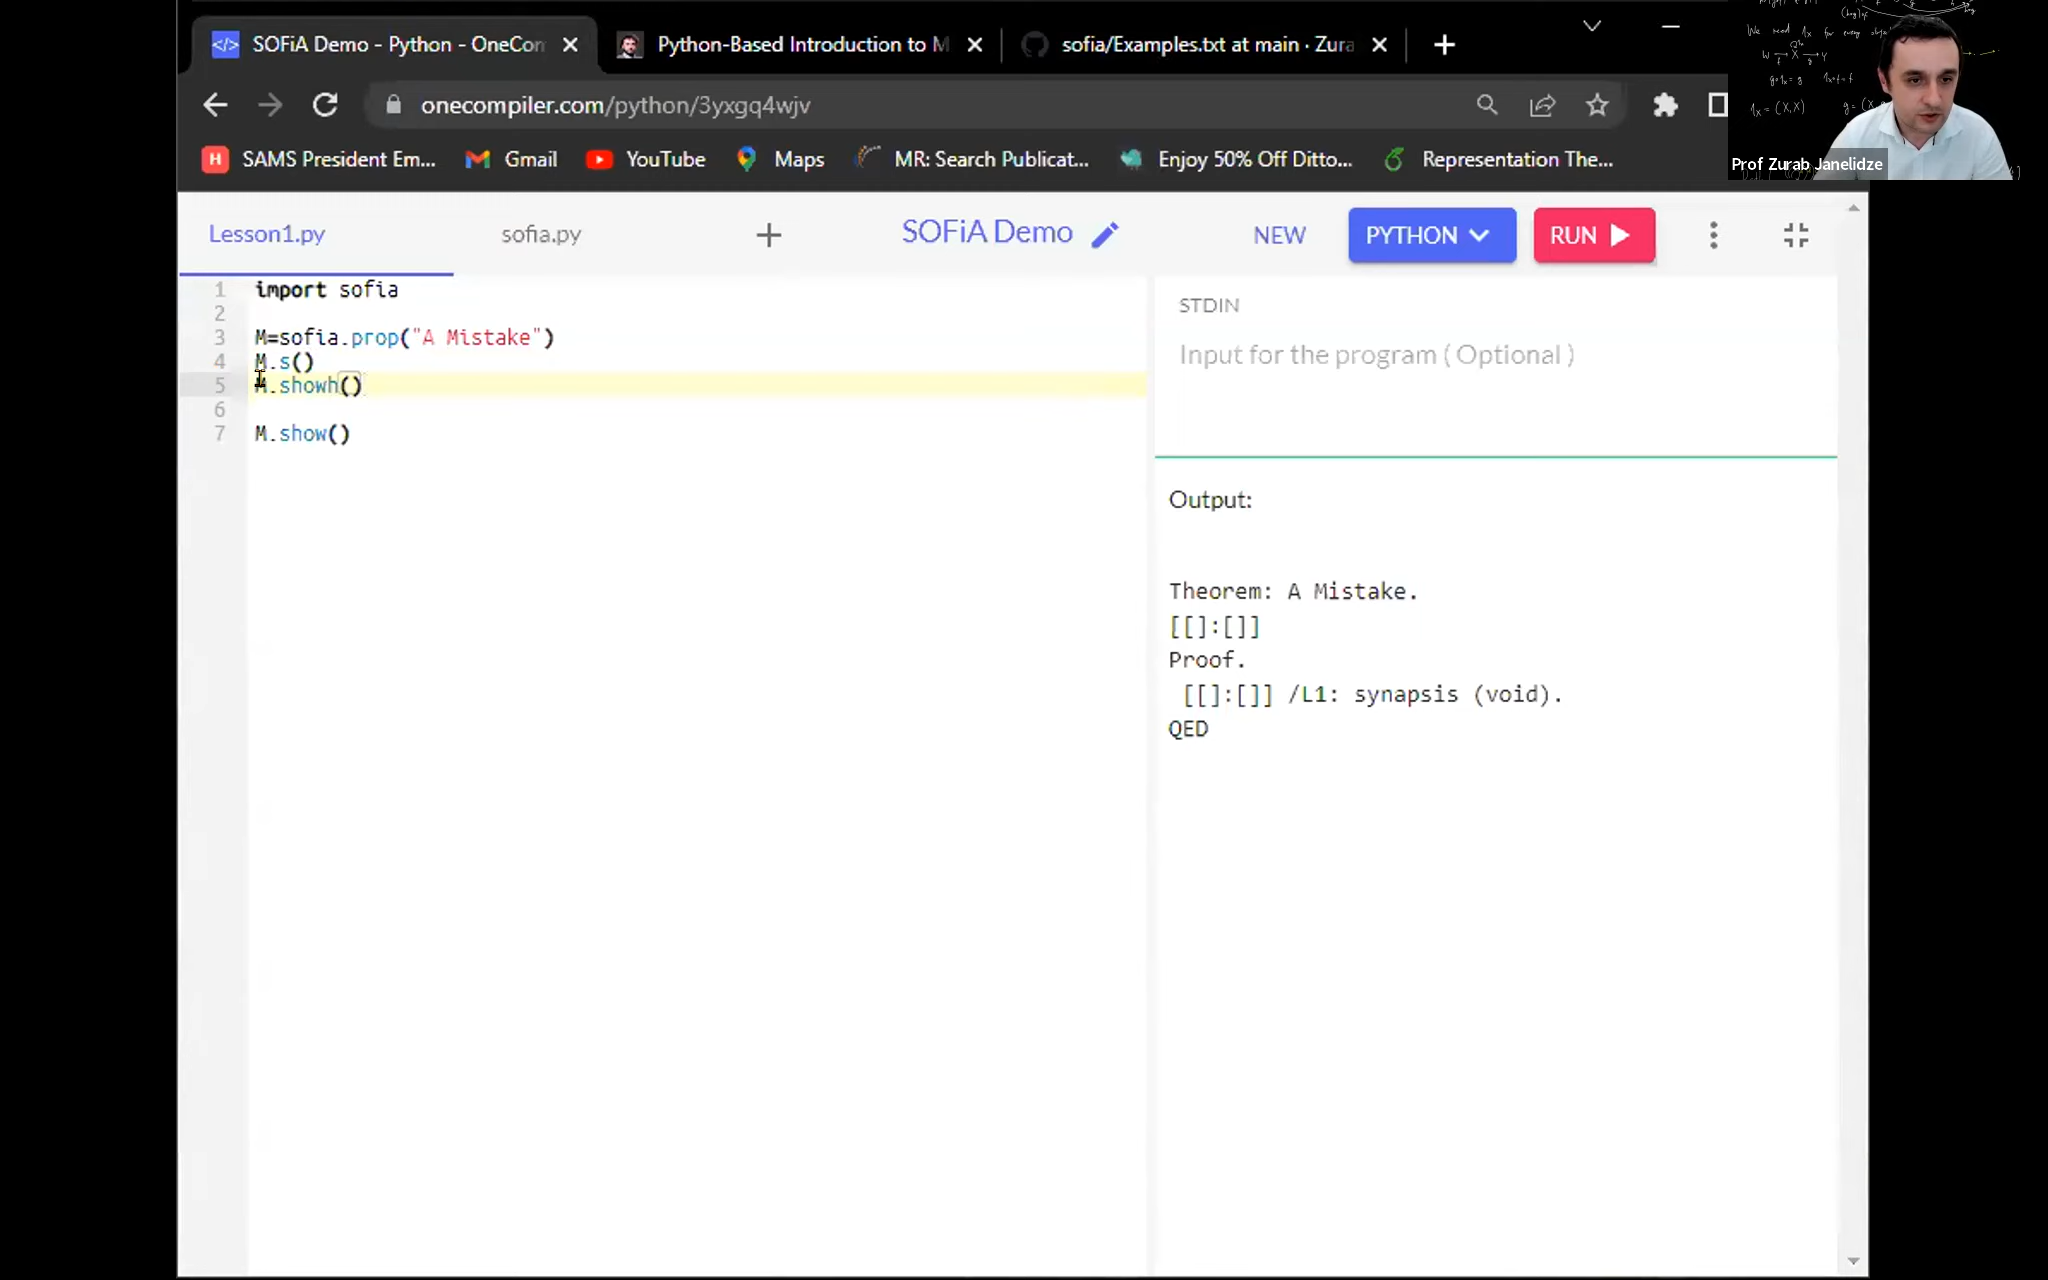 SOFiA Demo - Python - OneCon
Python-Based Introduction to M
sofia/Examples.txt at main · Zura
onecompiler.com/python/3yxgq4wjv
SAMS President Em...
Gmail
YouTube
Maps
MR: Search Publicat...
Enjoy 50% Off Ditto...
Representation The...
Prof Zurab Janelidze
Lesson1.py
sofia.py
SOFiA Demo
NEW
PYTHON
RUN
1 import sofia
2
3 M=sofia.prop("A Mistake")
4 M.s()
5 M.showh()
6
7 M.show()
STDIN
Input for the program ( Optional )
Output:
Theorem: A Mistake.
[[]:[]]
Proof.
[[]:[]] /L1: synapsis (void).
QED